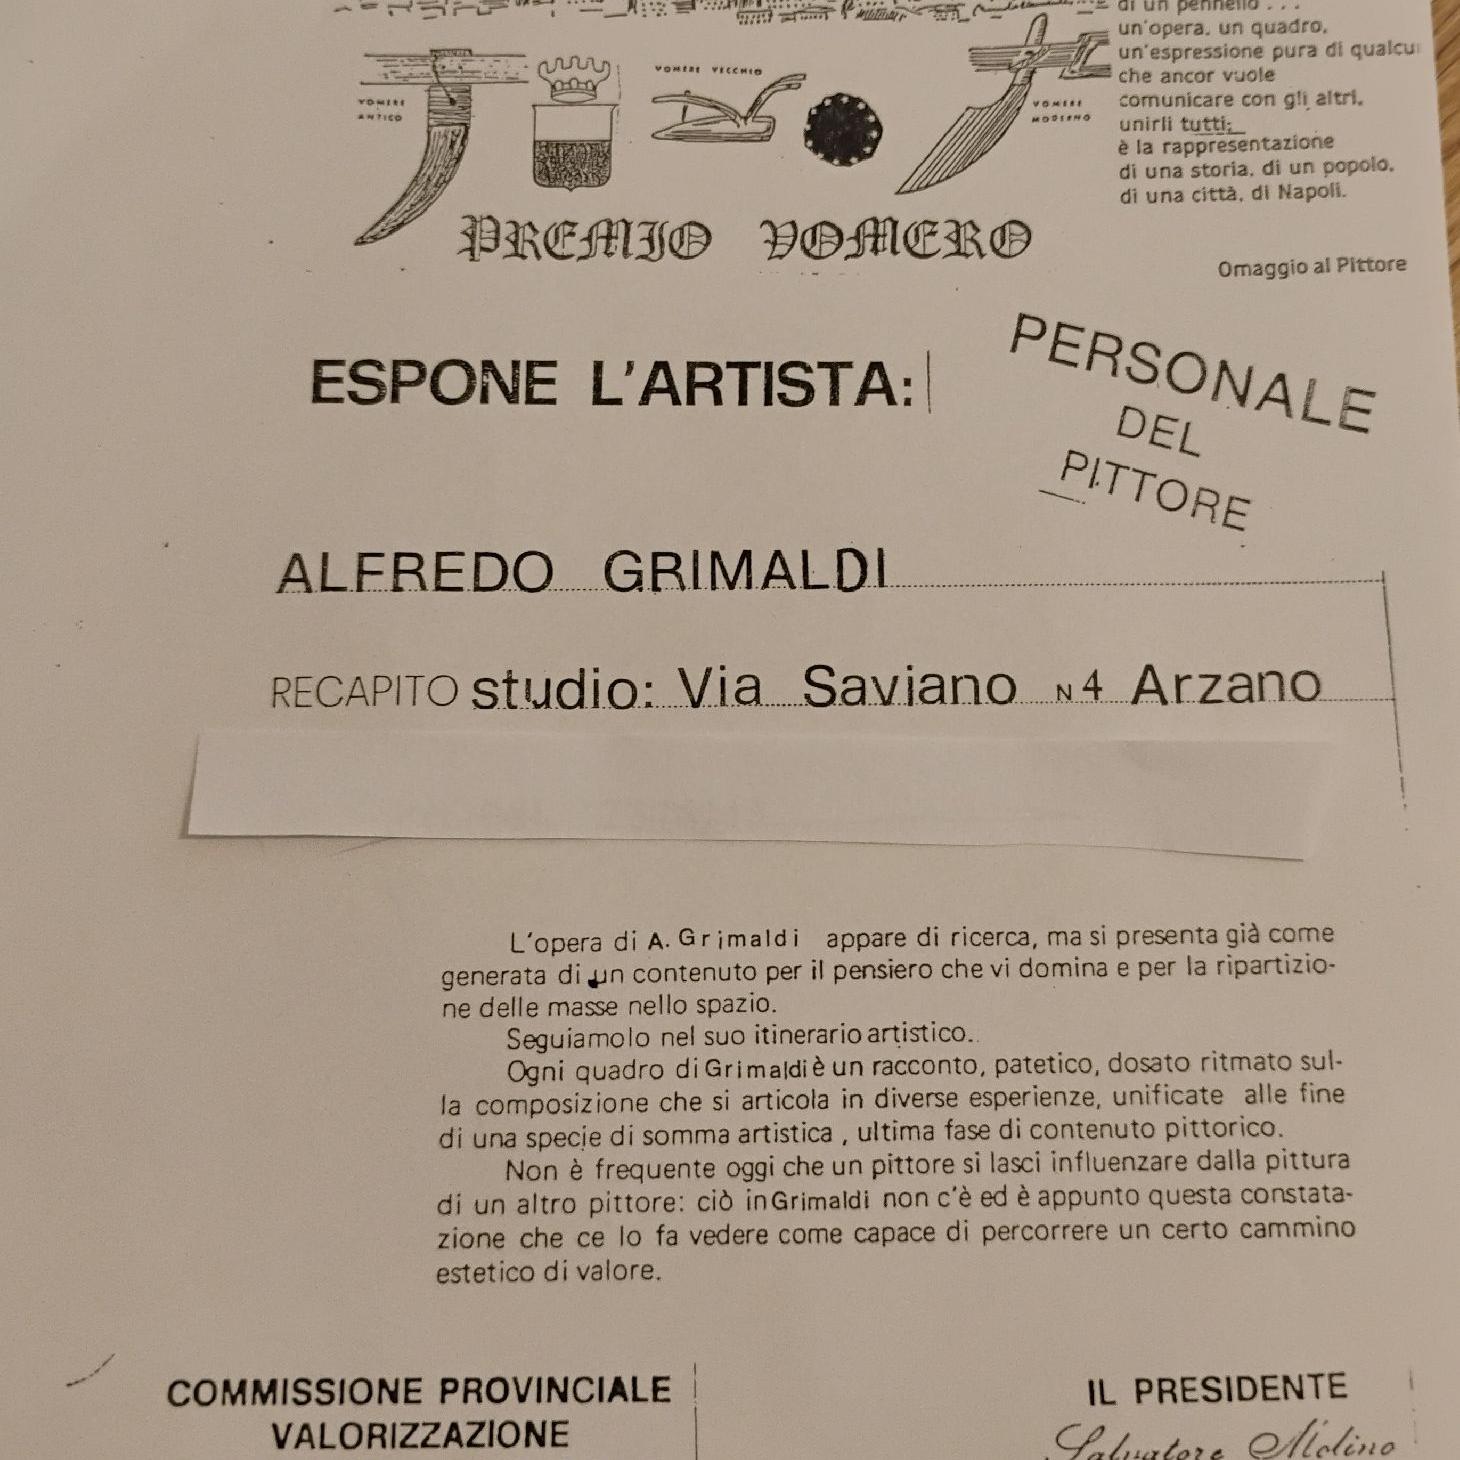 di un pennello . . .
un'opera, un quadro,
un'espressione pura di qualcu
che ancor vuole
comunicare con gli altri,
unirli tutti;
è la rappresentazione
di una storia, di un popolo,
di una città, di Napoli.
VOMERE
ANTICO
VOMERE VECCHIO
VOMERE
MODERNO
PREMIO VOMERO
Omaggio al Pittore
ESPONE L'ARTISTA:
PERSONALE
DEL
PITTORE
ALFREDO GRIMALDI
RECAPITO studio: Via Saviano N 4 Arzano
L'opera di A. Grimaldi appare di ricerca, ma si presenta già come
generata di un contenuto per il pensiero che vi domina e per la ripartizio-
ne delle masse nello spazio.
Seguiamolo nel suo itinerario artistico..
Ogni quadro di Grimaldi è un racconto, patetico, dosato ritmato sul-
la composizione che si articola in diverse esperienze, unificate alle fine
di una specie di somma artistica , ultima fase di contenuto pittorico.
Non è frequente oggi che un pittore si lasci influenzare dalla pittura
di un altro pittore: ciò in Grimaldi non c'è ed è appunto questa constata-
zione che ce lo fa vedere come capace di percorrere un certo cammino
estetico di valore.
COMMISSIONE PROVINCIALE
VALORIZZAZIONE
IL PRESIDENTE
Salvatore Molino